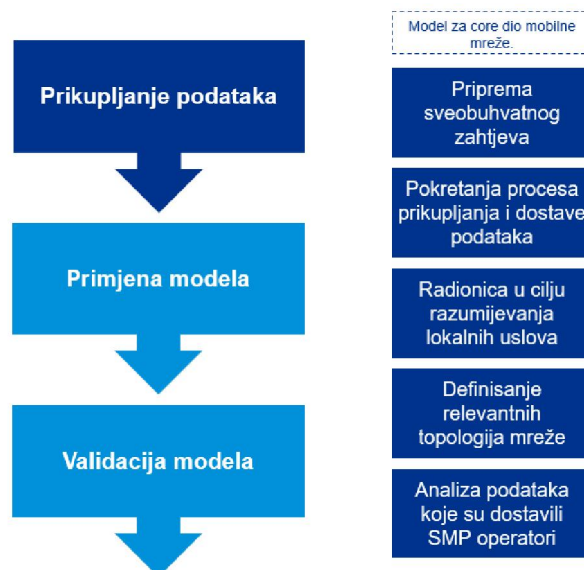 Prikupljanje podataka
Primjena modela
Validacija modela
Model za core dio mobilne
mreže.
Priprema
sveobuhvatnog
zahtjeva
Pokretanja procesa
prikupljanja i dostave
podataka
Radionica u cilju
razumijevanja
lokalnih uslova
Definisanje
relevantnih
topologija mreže
Analiza podataka
koje su dostavili
SMP operatori